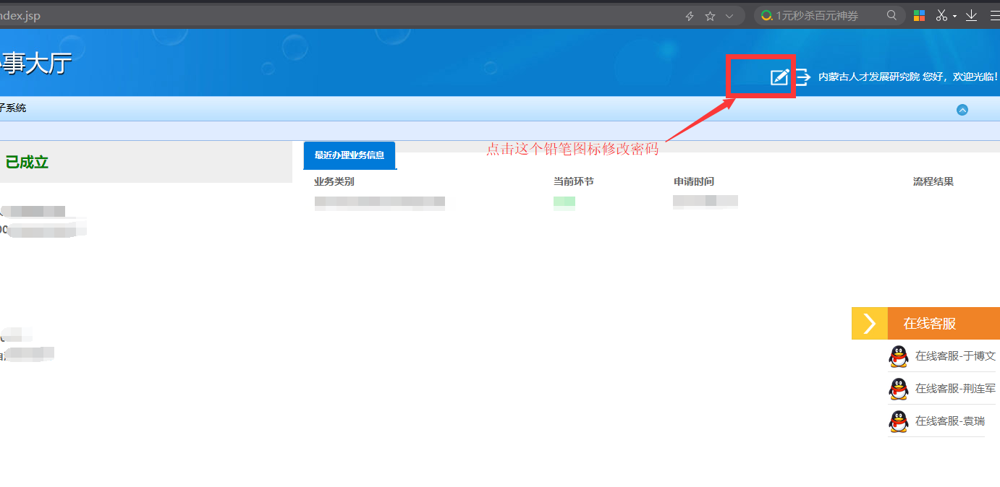 ndex.jsp
1元秒杀百元神券
事大厅
内蒙古人才发展研究院 您好，欢迎光临!
子系统
点击这个铅笔图标修改密码
已成立
最近办理业务信息
业务类别 当前环节 申请时间 流程结果
在线客服
在线客服-于博文
在线客服-荆连军
在线客服-袁瑞